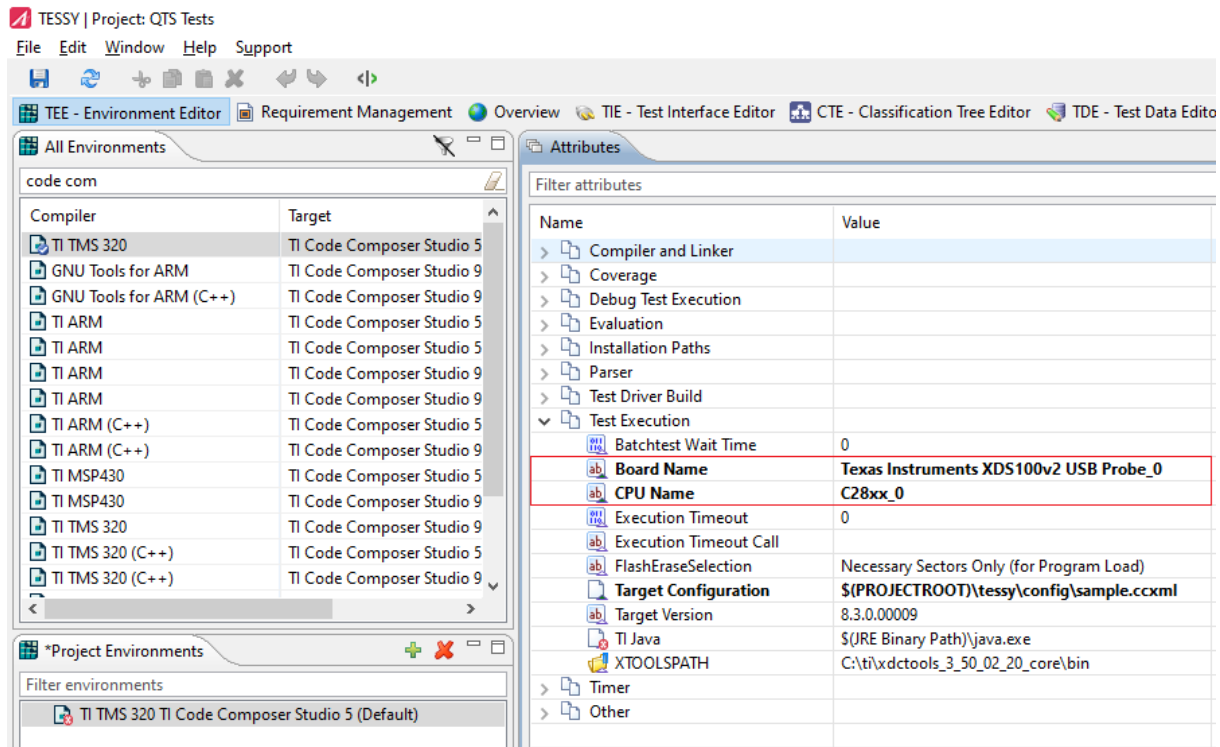 TESSY | Project: QTS Tests
File Edit Window Help Support
TEE - Environment Editor Requirement Management Overview TIE - Test Interface Editor CTE - Classification Tree Editor TDE - Test Data Edito
All Environments
code com
Compiler Target
TI TMS 320 TI Code Composer Studio 5
GNU Tools for ARM TI Code Composer Studio 9
GNU Tools for ARM (C++) TI Code Composer Studio 9
TI ARM TI Code Composer Studio 5
TI ARM TI Code Composer Studio 5
TI ARM TI Code Composer Studio 9
TI ARM TI Code Composer Studio 9
TI ARM (C++) TI Code Composer Studio 5
TI ARM (C++) TI Code Composer Studio 9
TI MSP430 TI Code Composer Studio 5
TI MSP430 TI Code Composer Studio 9
TI TMS 320 TI Code Composer Studio 9
TI TMS 320 (C++) TI Code Composer Studio 5
TI TMS 320 (C++) TI Code Composer Studio 9
*Project Environments
Filter environments
TI TMS 320 TI Code Composer Studio 5 (Default)
Attributes
Filter attributes
Name Value
Compiler and Linker
Coverage
Debug Test Execution
Evaluation
Installation Paths
Parser
Test Driver Build
Test Execution
Batchtest Wait Time 0
Board Name Texas Instruments XDS100v2 USB Probe_0
CPU Name C28xx_0
Execution Timeout 0
Execution Timeout Call
FlashEraseSelection Necessary Sectors Only (for Program Load)
Target Configuration $(PROJECTROOT)\tessy\config\sample.ccxml
Target Version 8.3.0.00009
TI Java $(JRE Binary Path)\java.exe
XTOOLSPATH C:\ti\xdctools_3_50_02_20_core\bin
Timer
Other